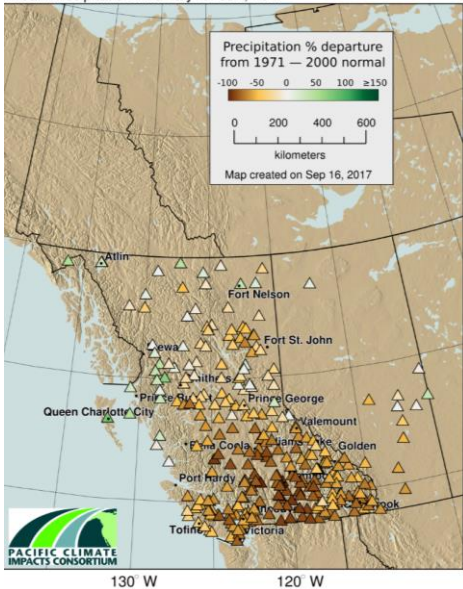 Precipitation % departure
from 1971 — 2000 normal
-100 -50 0 50 100 ≥150
0 200 400 600
kilometers
Map created on Sep 16, 2017
Atlin
Fort Nelson
Fort St. John
Prince George
Queen Charlotte City
Valemount
Golden
Port Hardy
Tofino
Victoria
PACIFIC CLIMATE
IMPACTS CONSORTIUM
130° W
120° W